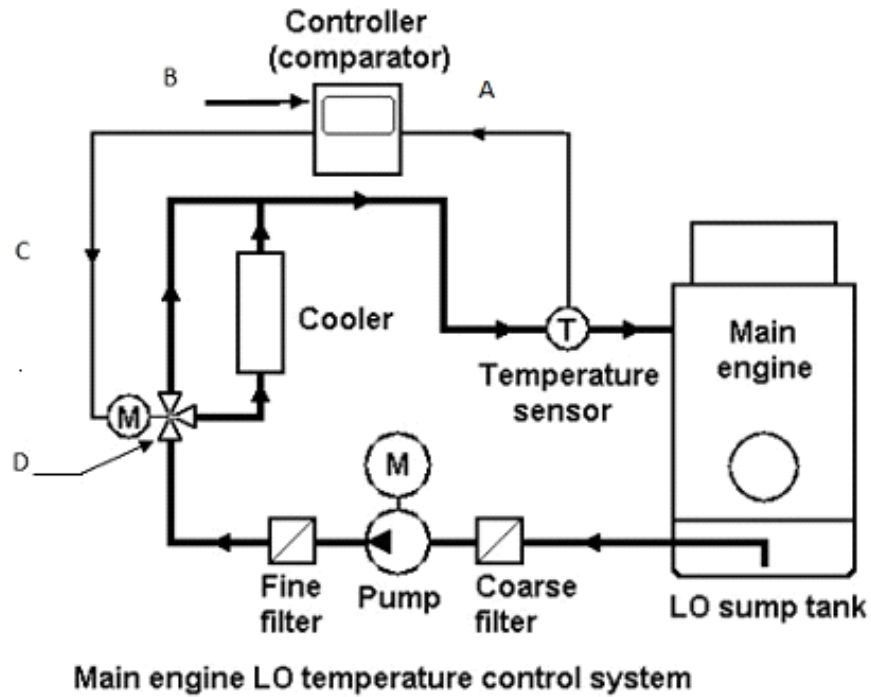 Controller
(comparator)
B
A
C
Cooler
T
Temperature
sensor
Main
engine
M
D
M
Fine
filter
Pump
Coarse
filter
LO sump tank
Main engine LO temperature control system